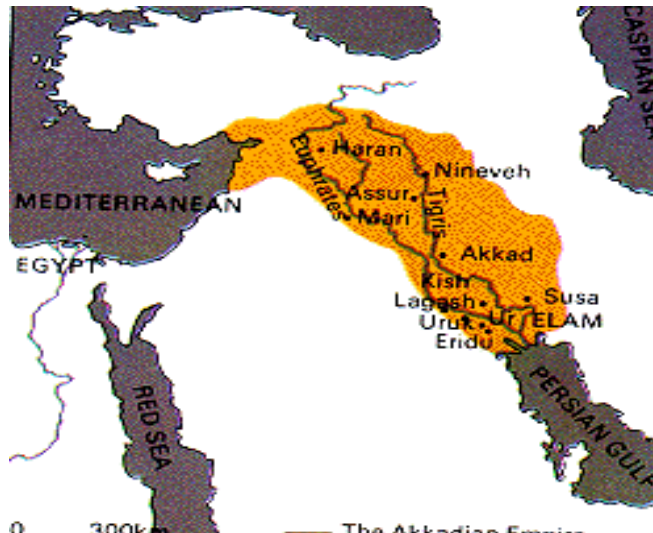 CASPIAN SEA
Haran
Nineveh
Euphrates
Assur
Tigris
Mari
MEDITERRANEAN
EGYPT
Akkad
Kish
Lagash
Susa
Uruk
Ur
ELAM
Eridu
RED SEA
PERSIAN GULF
0 300km
The Akkadian Empire